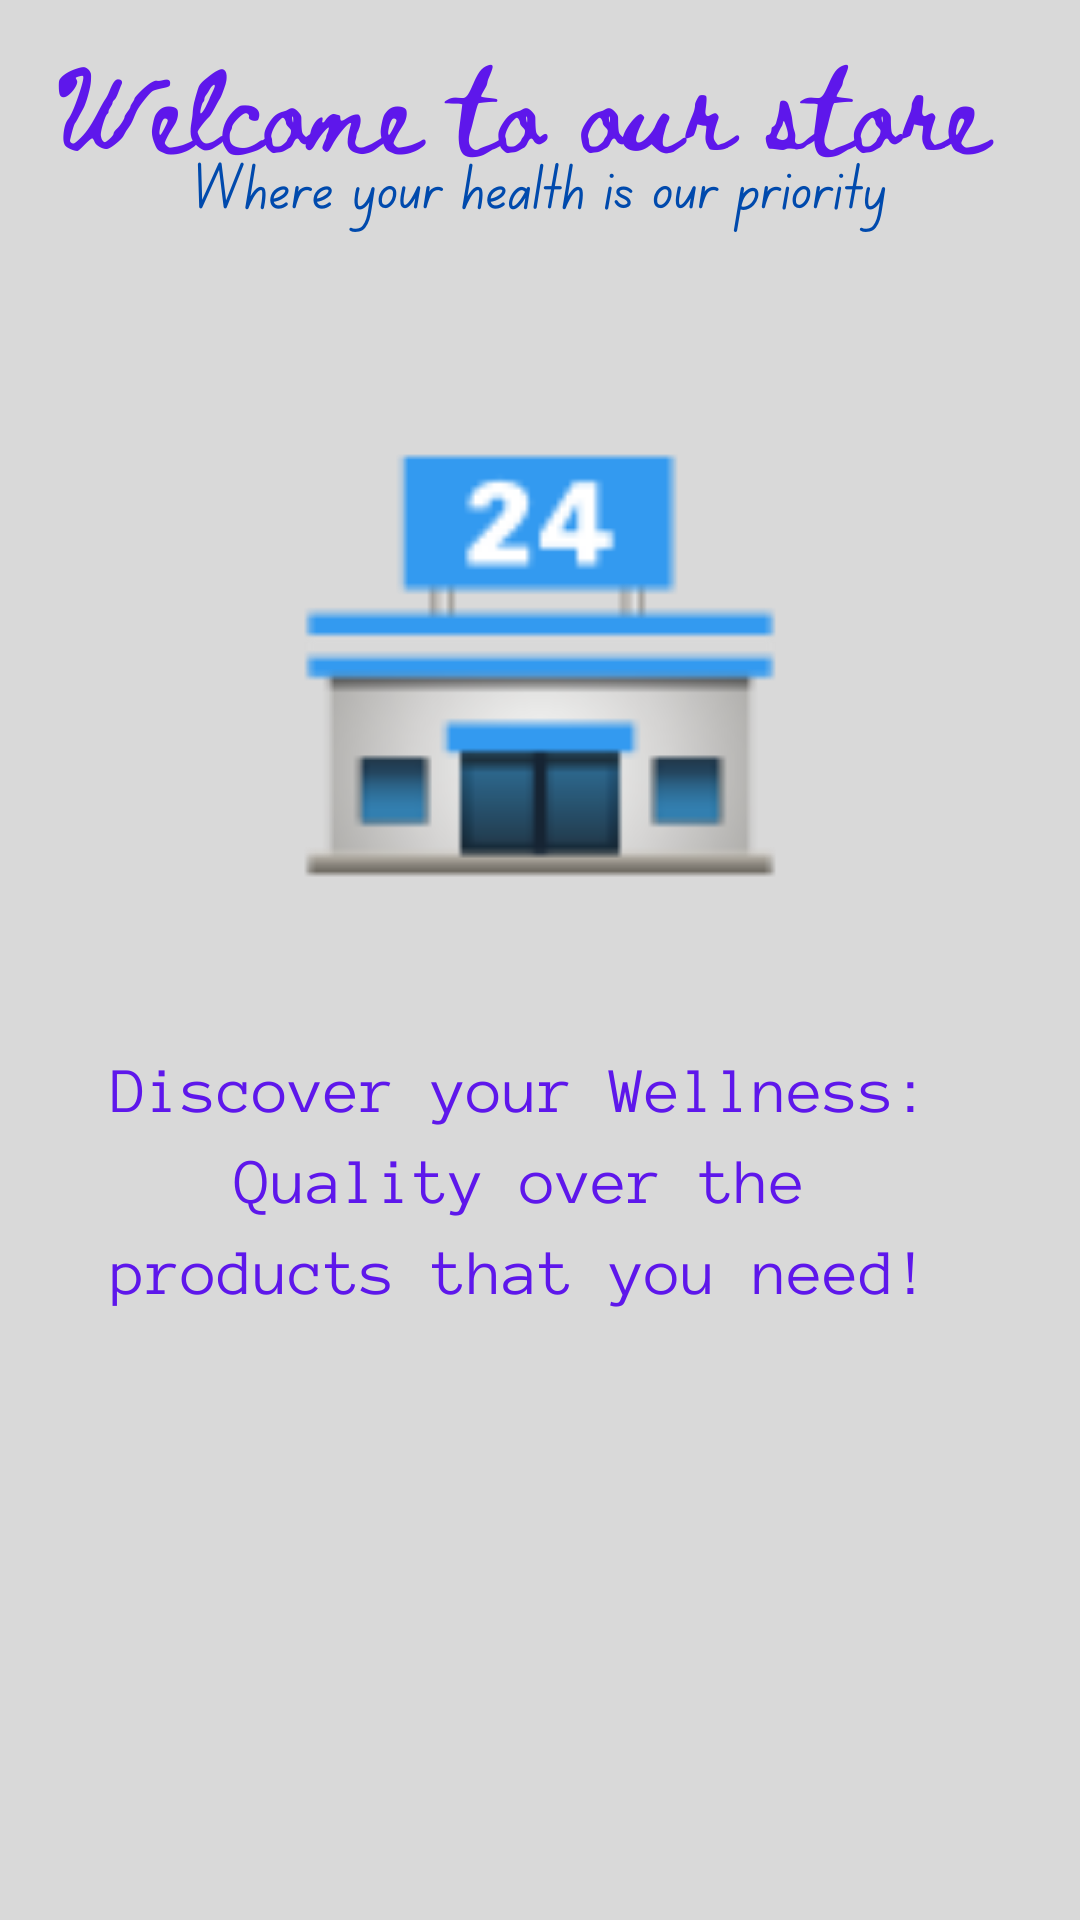 Welcome to our store
Where your health is our priority
24
Discover your Wellness:
Quality over the
products that you need!